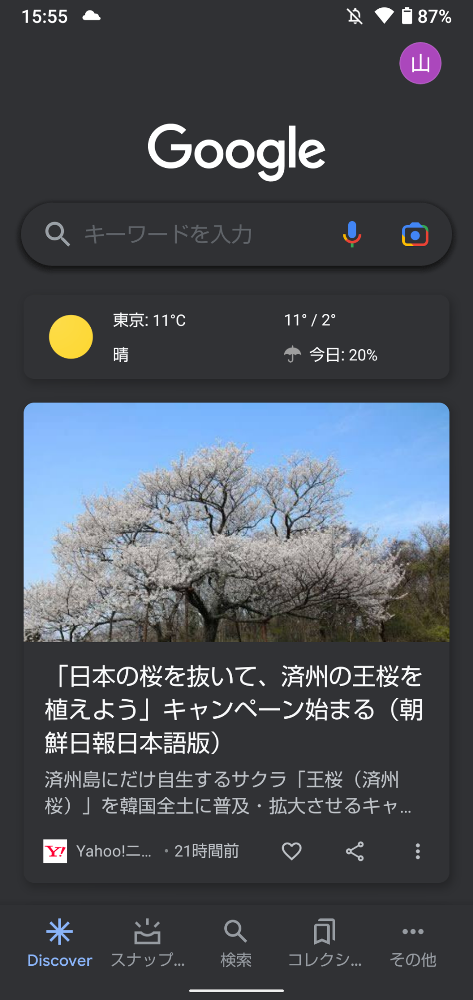 15:55
87%
山
Google
キーワードを入力
東京: 11°C
11° / 2°
晴
今日: 20%
「日本の桜を抜いて、済州の王桜を
植えよう」キャンペーン始まる（朝
鮮日報日本語版）
済州島にだけ自生するサクラ「王桜（済州
桜）」を韓国全土に普及・拡大させるキャ...
Y! Yahoo!ニ... ・21時間前
Discover スナップ... 検索 コレクシ... その他